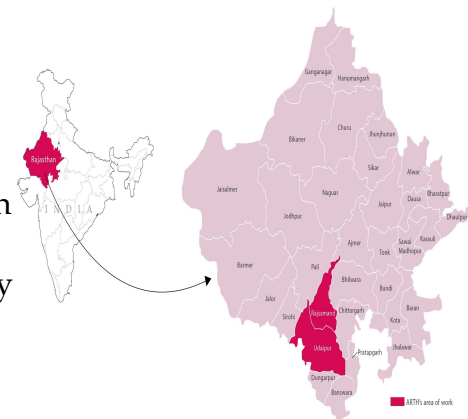 n
y
Rajasthan
INDIA
Ganganagar
Hanumangarh
Bikaner
Churu
Jhunjhunun
Sikar
Alwar
Jaisalmer
Naguar
Jaipur
Dausa
Bharatpur
Dhaulpur
Jodhpur
Ajmer
Tonk
Sawai
Madhopur
Karauli
Barmer
Pali
Bhilwara
Bundi
Jalor
Sirohi
Rajsamand
Chittorgarh
Kota
Baran
Udaipur
Pratapgarh
Jhalawar
Dungarpur
Banswara
ARTH's area of work